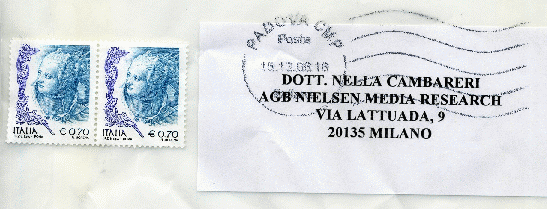 ITALIA € 0,70
ITALIA € 0,70
PADOVA CMP
Poste
15.12.06.16
DOTT. NELLA CAMBARERI
AGB NIELSEN MEDIA RESEARCH
VIA LATTUADA, 9
20135 MILANO